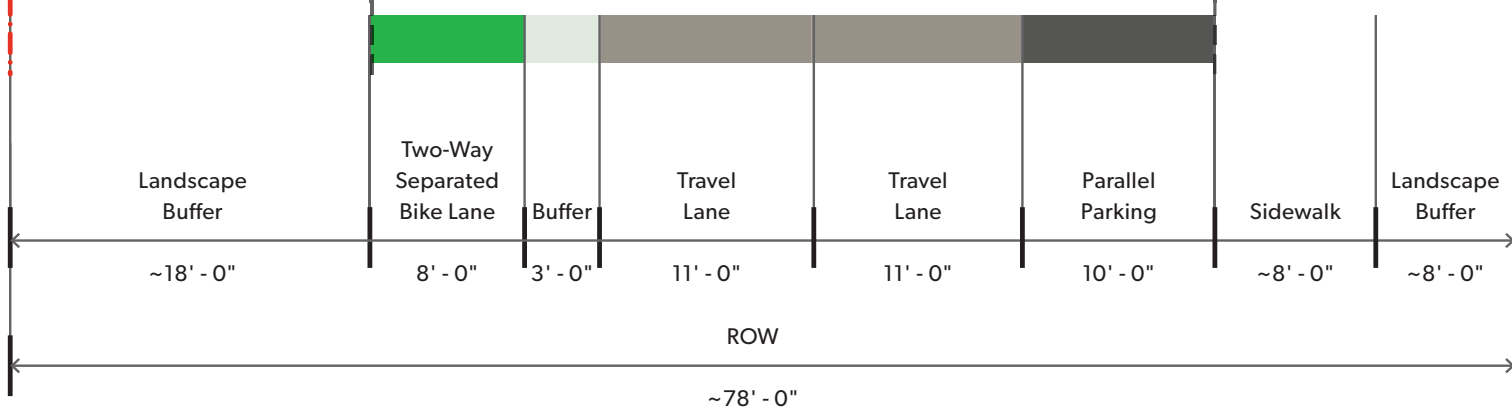 Landscape
Buffer
~18' - 0"
Two-Way
Separated
Bike Lane
8' - 0"
Buffer
3' - 0"
Travel
Lane
11' - 0"
Travel
Lane
11' - 0"
Parallel
Parking
10' - 0"
Sidewalk
~8' - 0"
Landscape
Buffer
~8' - 0"
ROW
~78' - 0"